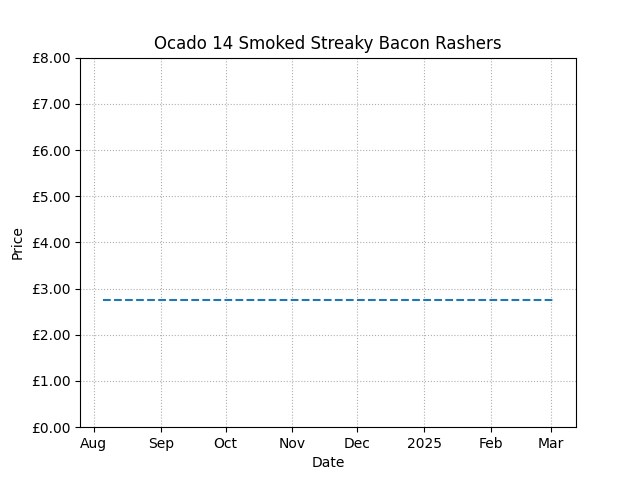 Ocado 14 Smoked Streaky Bacon Rashers
£8.00
£7.00
£6.00
£5.00
£4.00
£3.00
£2.00
£1.00
£0.00
Price
Aug Sep Oct Nov Dec 2025 Feb Mar
Date